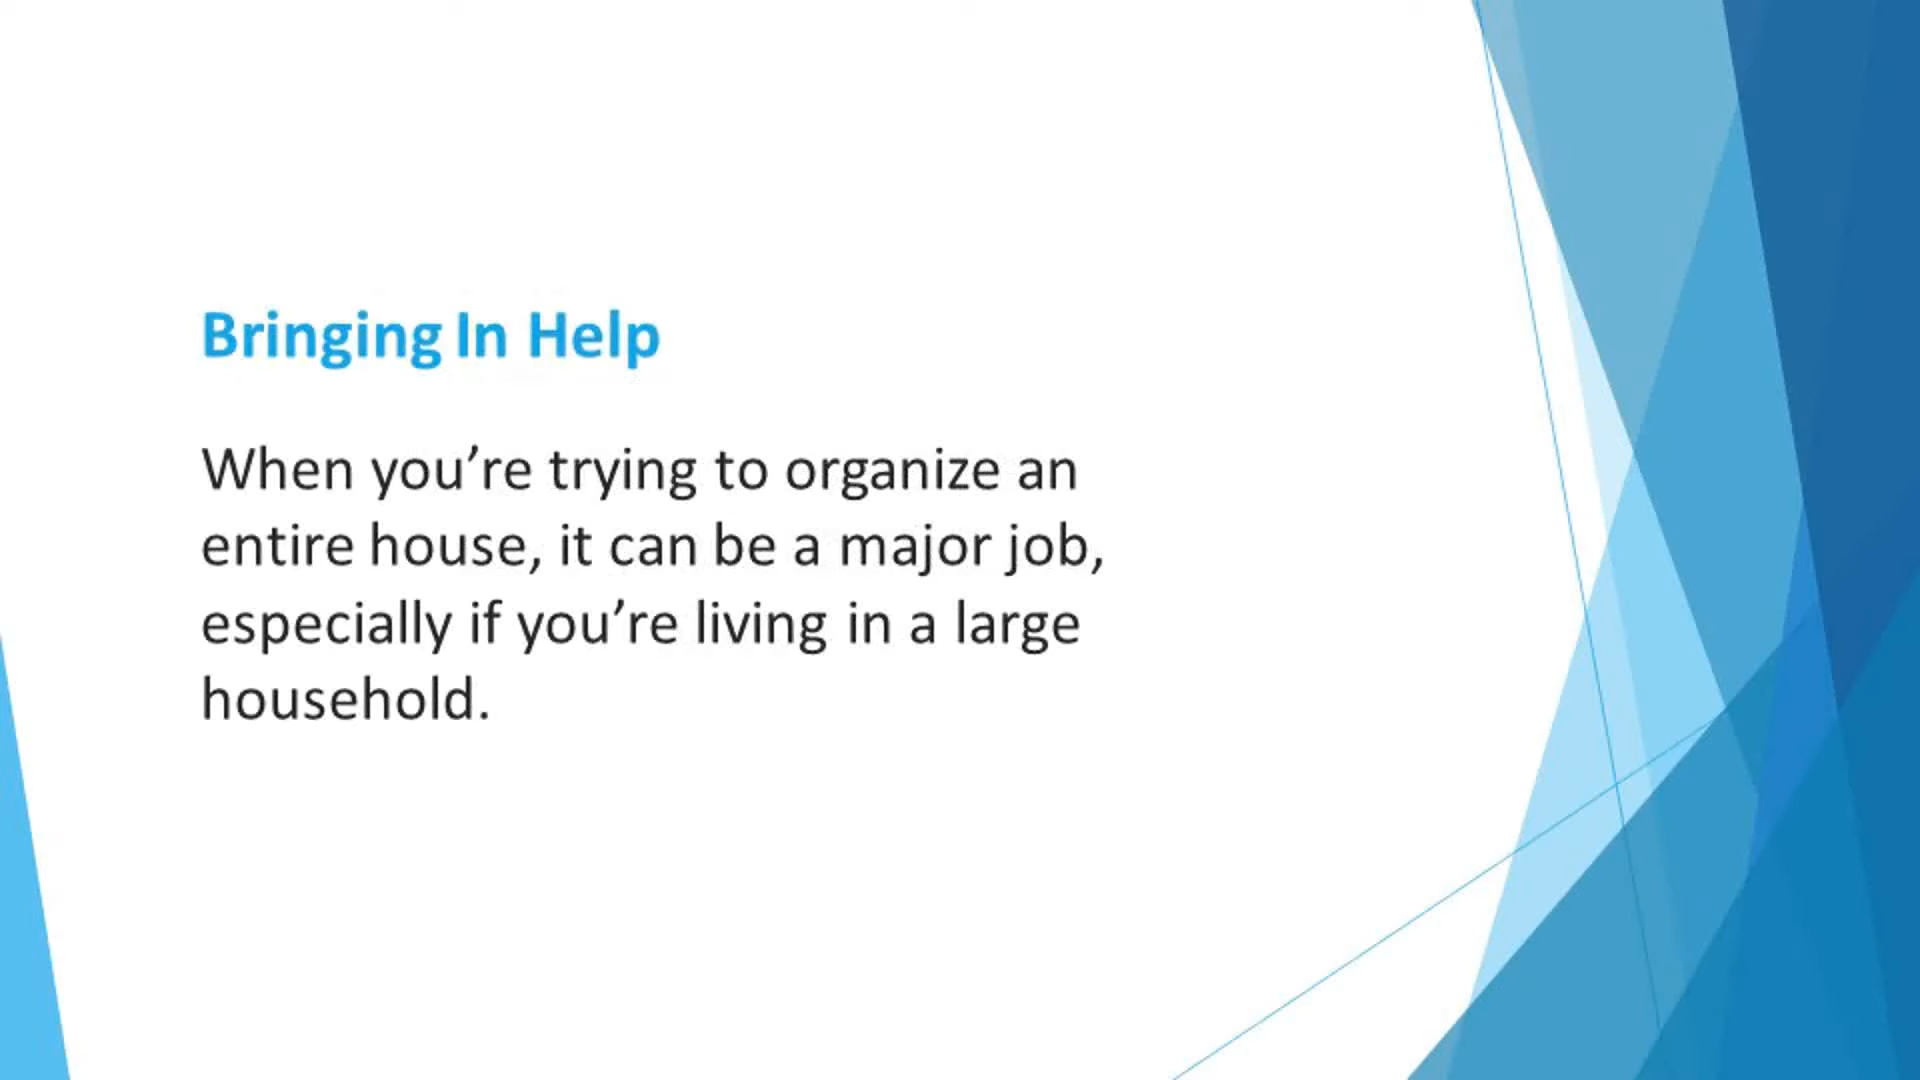 Bringing In Help
When you’re trying to organize an
entire house, it can be a major job,
especially if you’re living in a large
household.